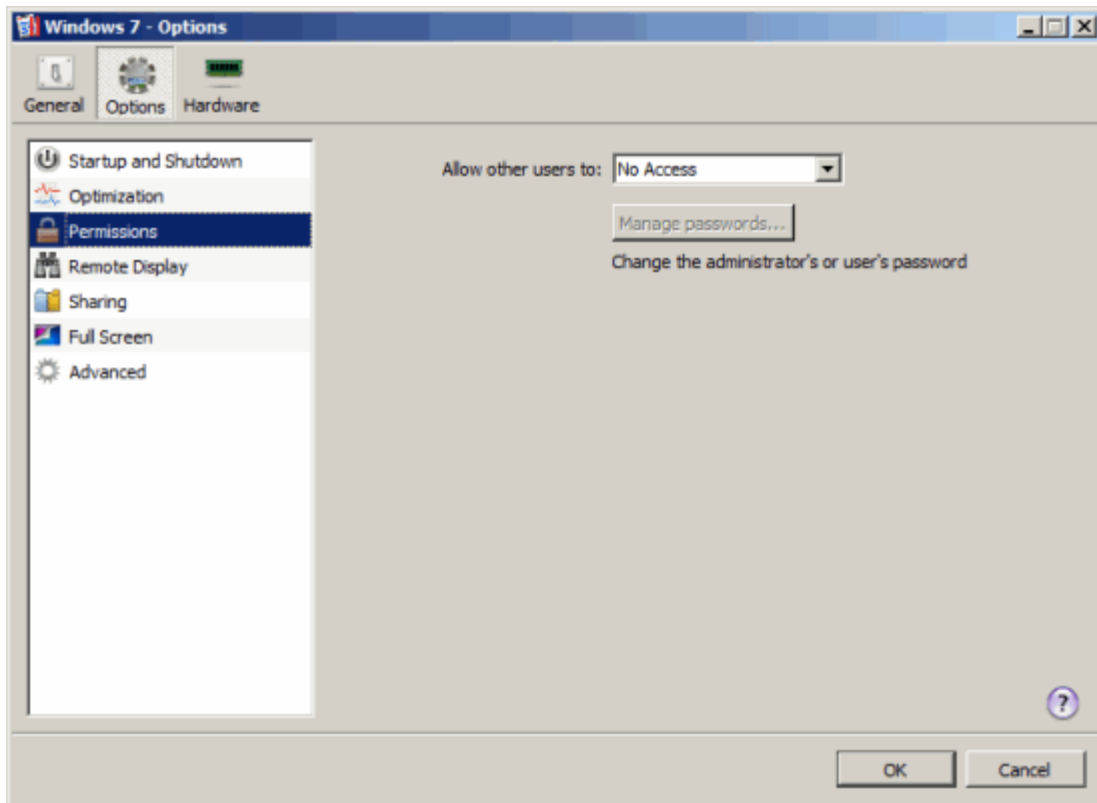 Windows 7 - Options
General Options Hardware
Startup and Shutdown
Optimization
Permissions
Remote Display
Sharing
Full Screen
Advanced
Allow other users to: No Access
Manage passwords...
Change the administrator's or user's password
?
OK Cancel